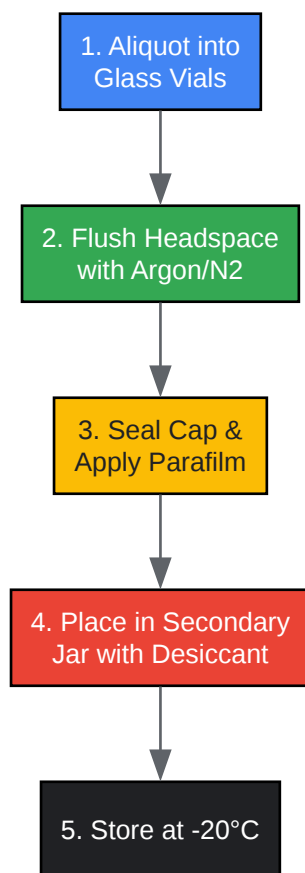 1. Aliquot into
Glass Vials
2. Flush Headspace
with Argon/N2
3. Seal Cap &
Apply Parafilm
4. Place in Secondary
Jar with Desiccant
5. Store at -20°C